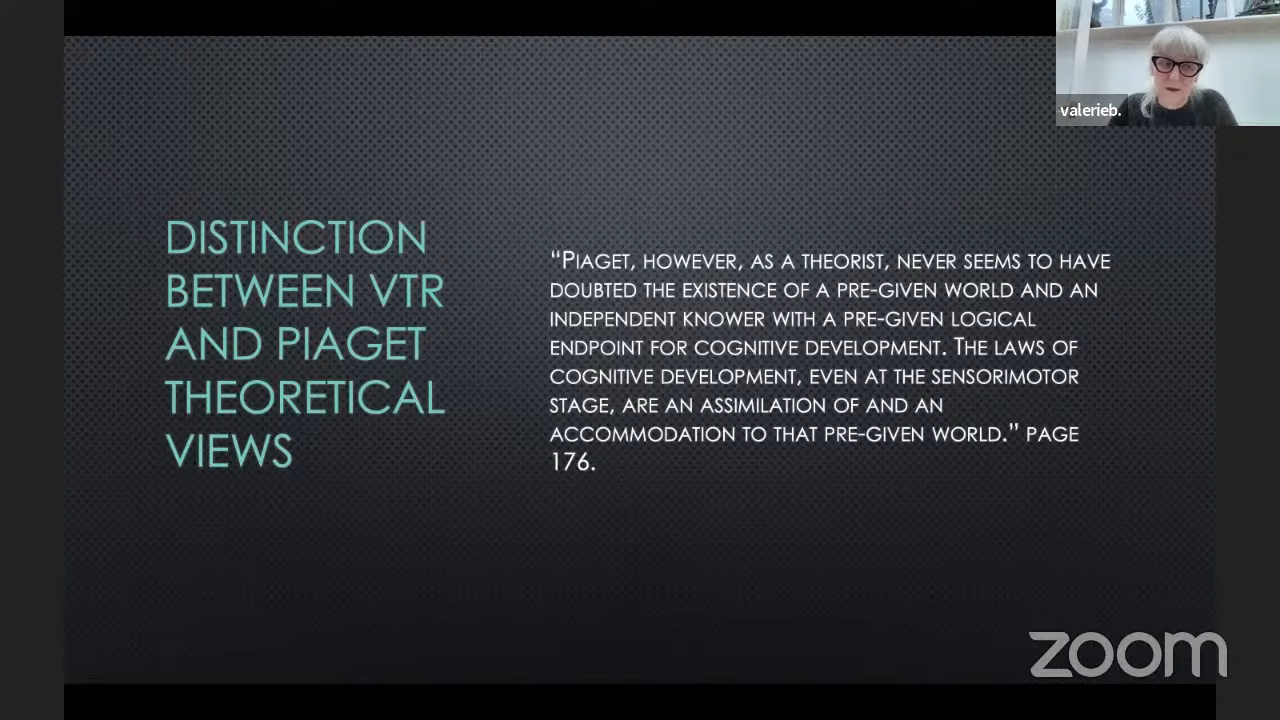 valerieb.
DISTINCTION
BETWEEN VTR
AND PIAGET
THEORETICAL
VIEWS
“PIAGET, HOWEVER, AS A THEORIST, NEVER SEEMS TO HAVE
DOUBTED THE EXISTENCE OF A PRE-GIVEN WORLD AND AN
INDEPENDENT KNOWER WITH A PRE-GIVEN LOGICAL
ENDPOINT FOR COGNITIVE DEVELOPMENT. THE LAWS OF
COGNITIVE DEVELOPMENT, EVEN AT THE SENSORIMOTOR
STAGE, ARE AN ASSIMILATION OF AND AN
ACCOMMODATION TO THAT PRE-GIVEN WORLD.” PAGE
176.
zoom